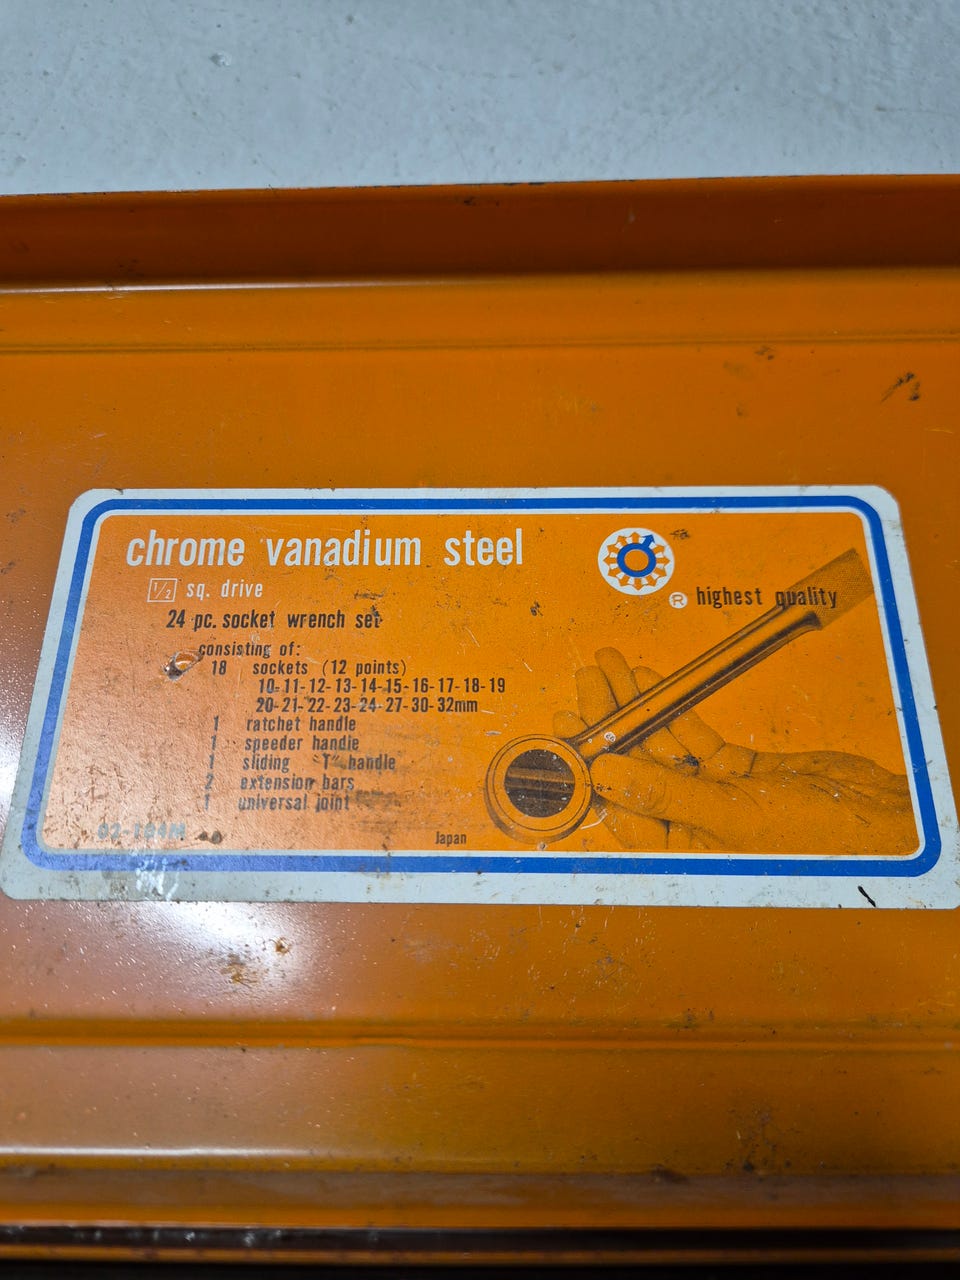 chrome vanadium steel
1/2 sq. drive
® highest quality
24 pc. socket wrench set
consisting of:
18 sockets (12 points)
10-11-12-13-14-15-16-17-18-19
20-21-22-23-24-27-30-32mm
1 ratchet handle
1 speeder handle
1 sliding "T" handle
2 extension bars
1 universal joint
Japan